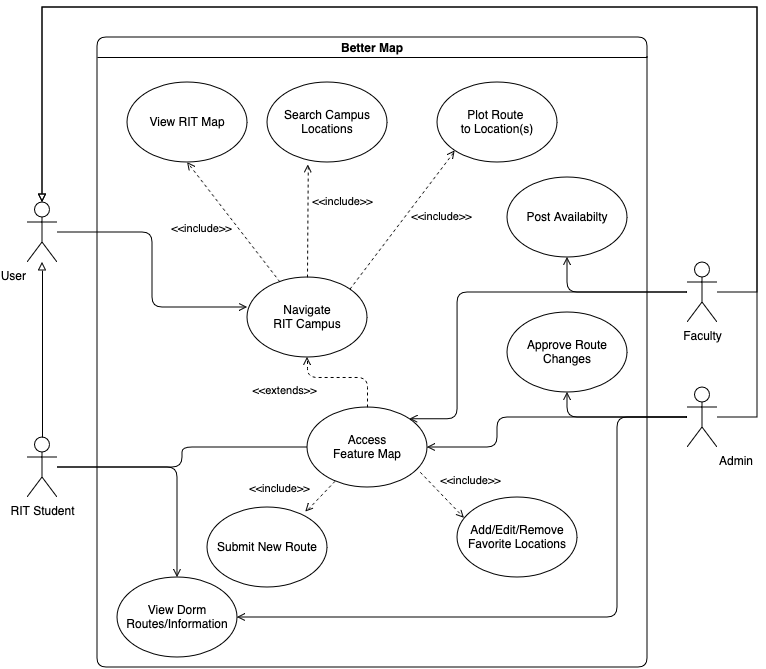 Better Map
View RIT Map
Search Campus
Locations
Plot Route
to Location(s)
<<include>>
<<include>>
<<include>>
Post Availabilty
User
Navigate
RIT Campus
Faculty
Approve Route
Changes
<<extends>>
Access
Feature Map
Admin
<<include>>
<<include>>
RIT Student
Submit New Route
Add/Edit/Remove
Favorite Locations
View Dorm
Routes/Information